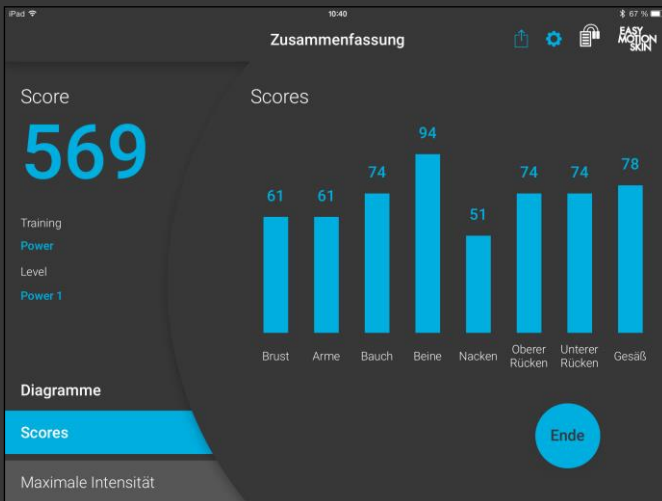 iPad
10:40
67 %
Zusammenfassung
EASY
MOTION
SKIN
Score
569
Training
Power
Level
Power 1
Diagramme
Scores
Maximale Intensität
Scores
61
61
74
94
51
74
74
78
Brust
Arme
Bauch
Beine
Nacken
Oberer
Rücken
Unterer
Rücken
Gesäß
Ende